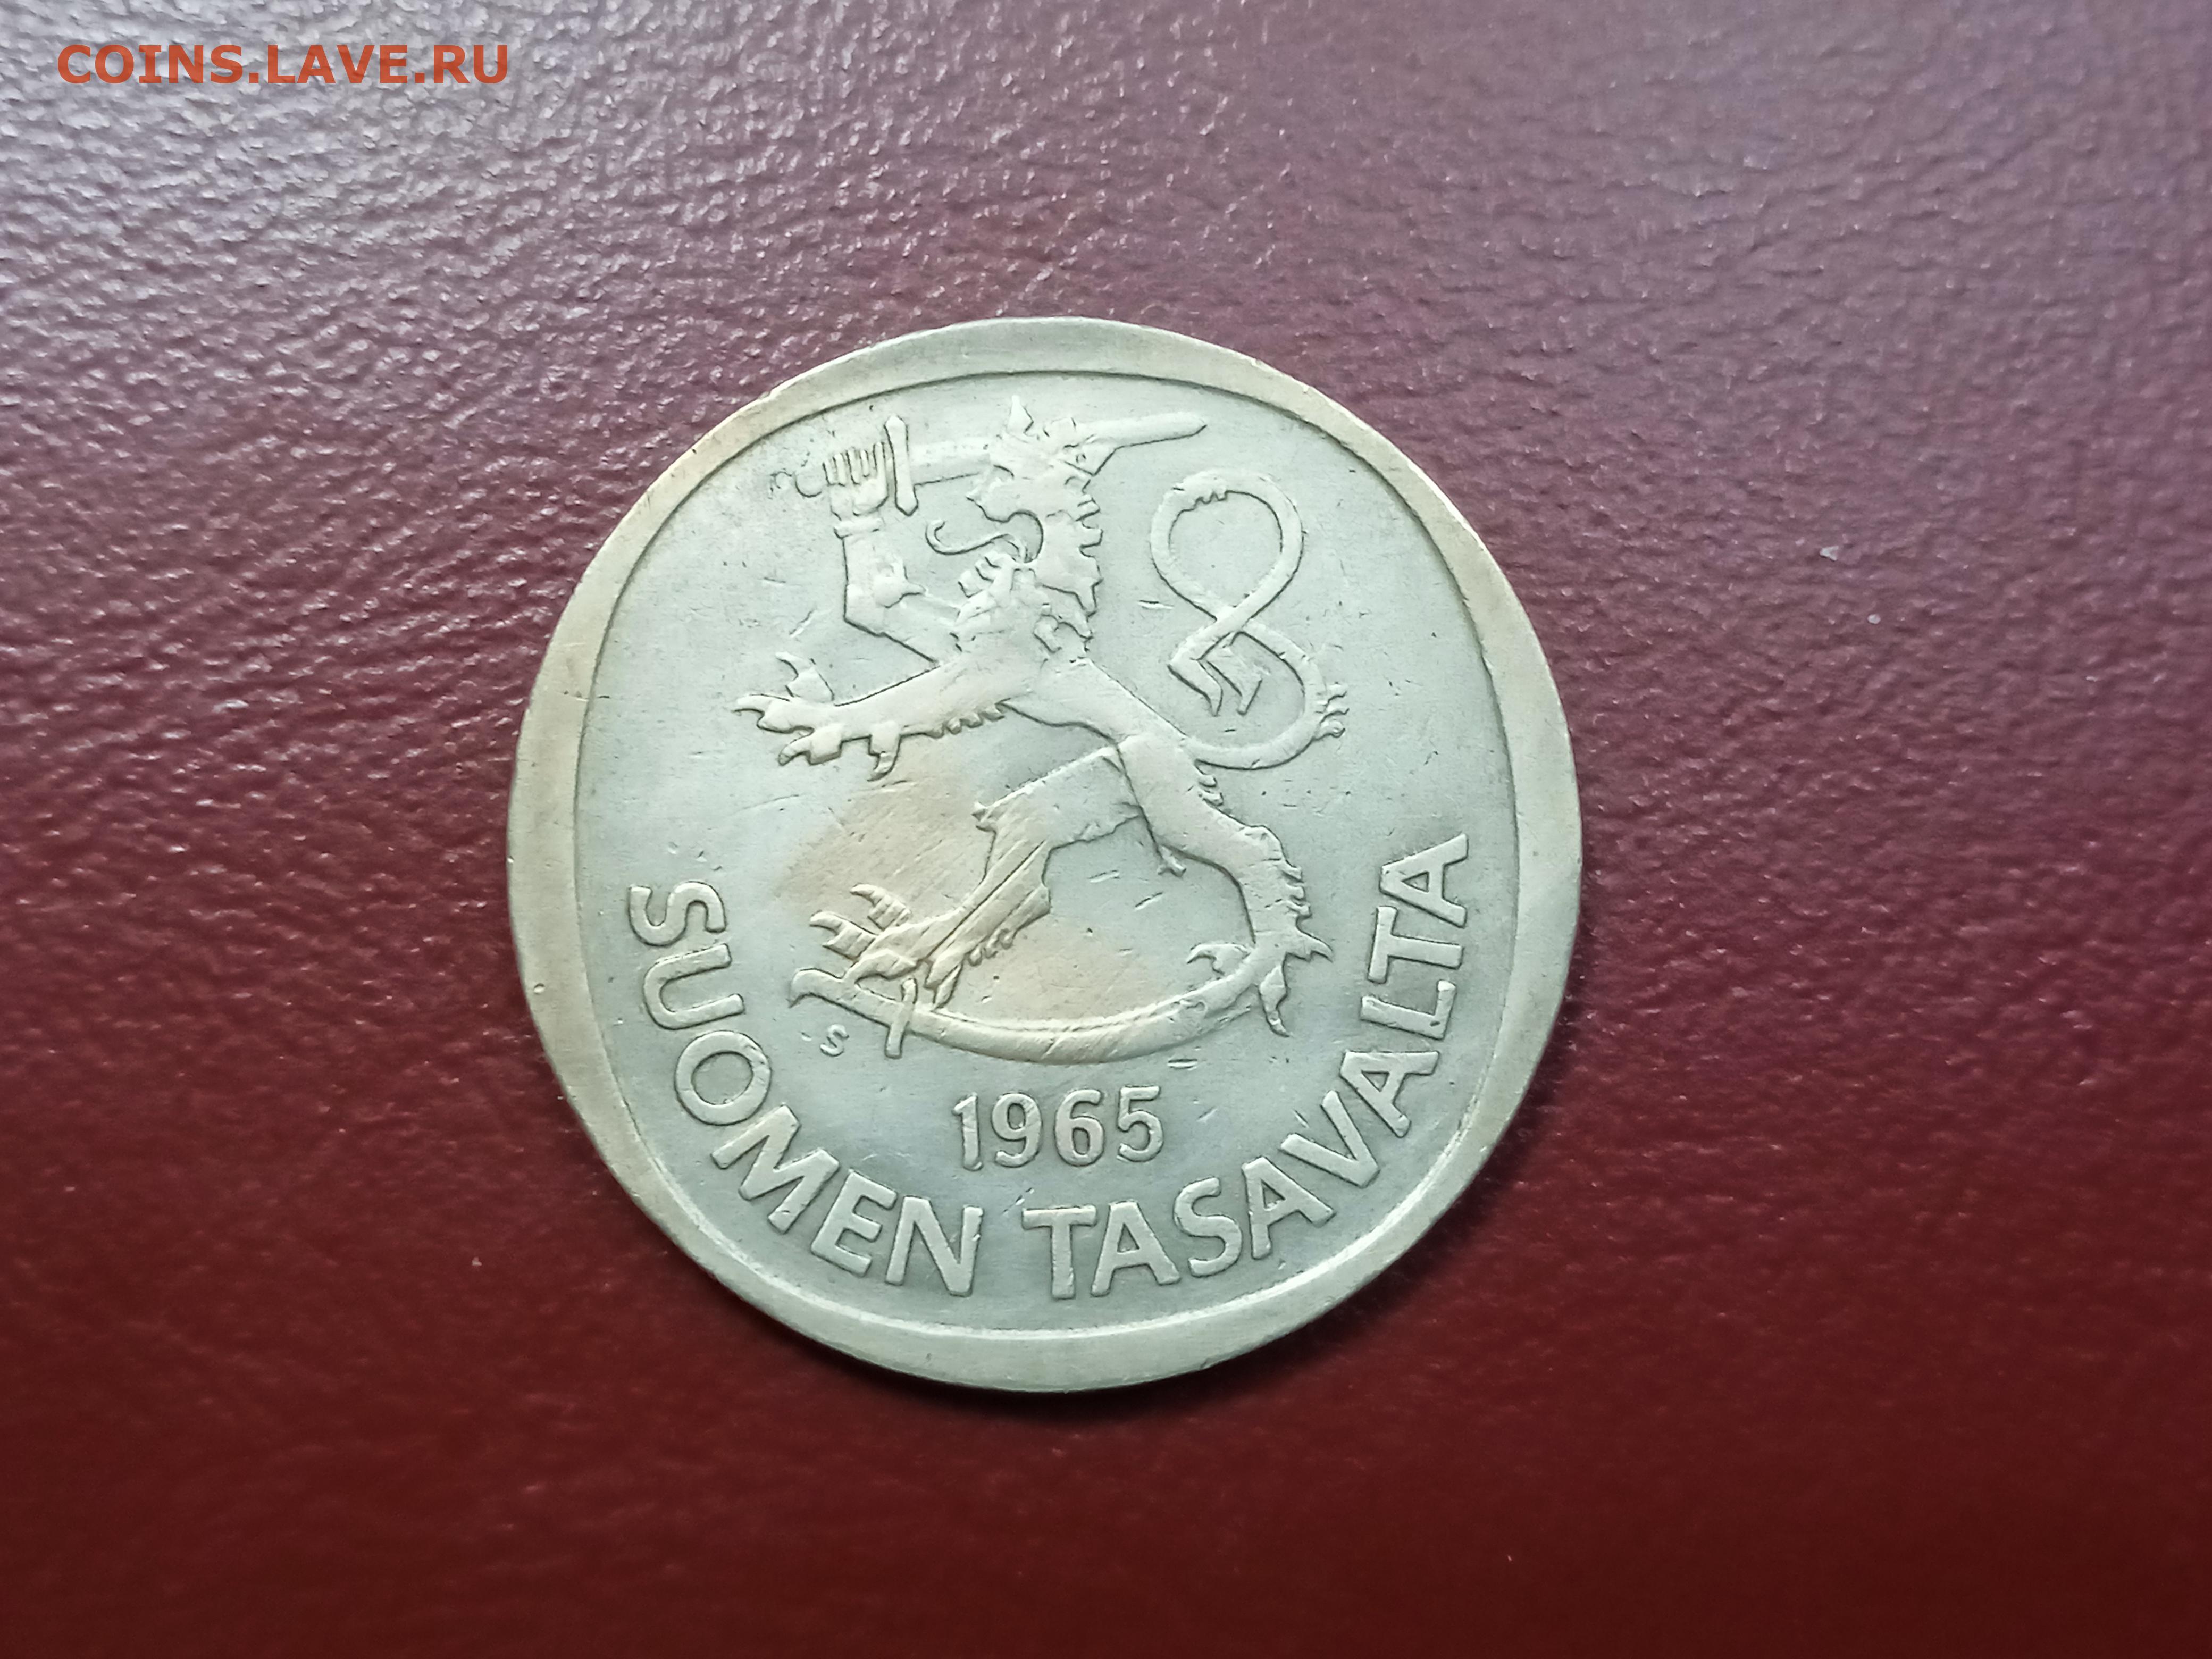 COINS.LAVE.RU
S
1965
SUOMEN TASAVALTA